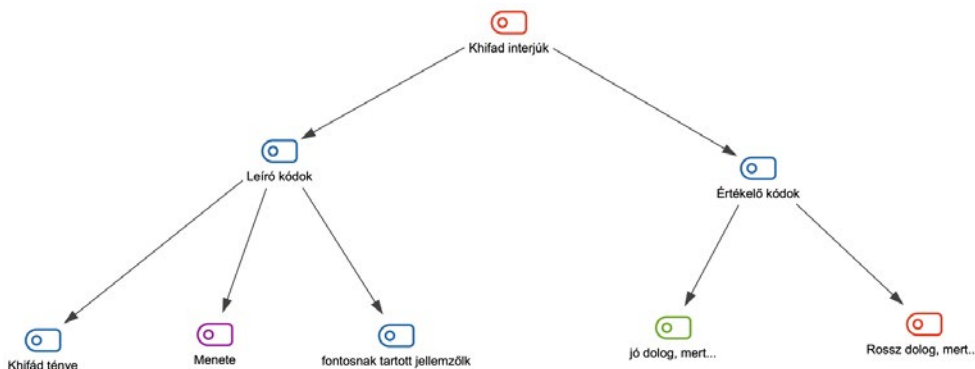 Khifad interjúk
Leíró kódok
Értékelő kódok
Khifád ténye
Menete
fontosnak tartott jellemzőlk
jó dolog, mert...
Rossz dolog, mert..